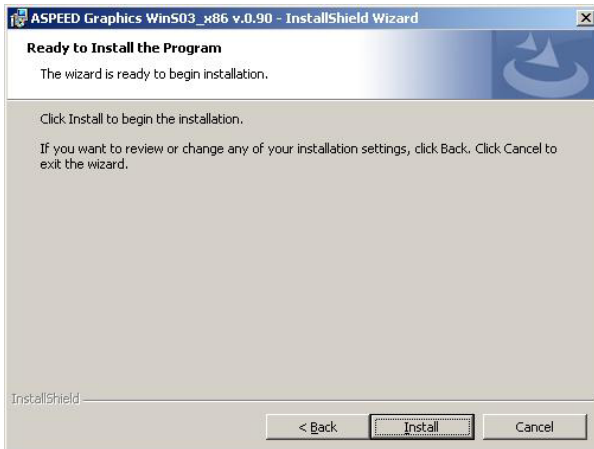 ASPEED Graphics WinS03_x86 v.0.90 - InstallShield Wizard
Ready to Install the Program
The wizard is ready to begin installation.
Click Install to begin the installation.
If you want to review or change any of your installation settings, click Back. Click Cancel to
exit the wizard.
InstallShield
< Back
Install
Cancel